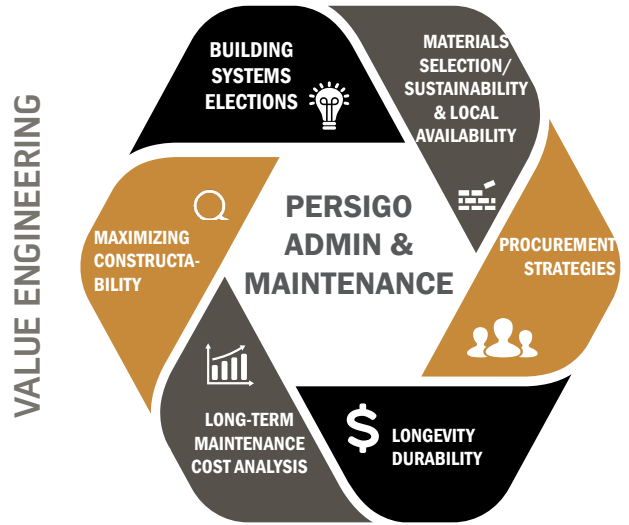 VALUE ENGINEERING
BUILDING
SYSTEMS
ELECTIONS
MATERIALS
SELECTION/
SUSTAINABILITY
& LOCAL
AVAILABILITY
PROCUREMENT
STRATEGIES
LONGEVITY
DURABILITY
LONG-TERM
MAINTENANCE
COST ANALYSIS
MAXIMIZING
CONSTRUCTA-
BILITY
PERSIGO
ADMIN &
MAINTENANCE
$